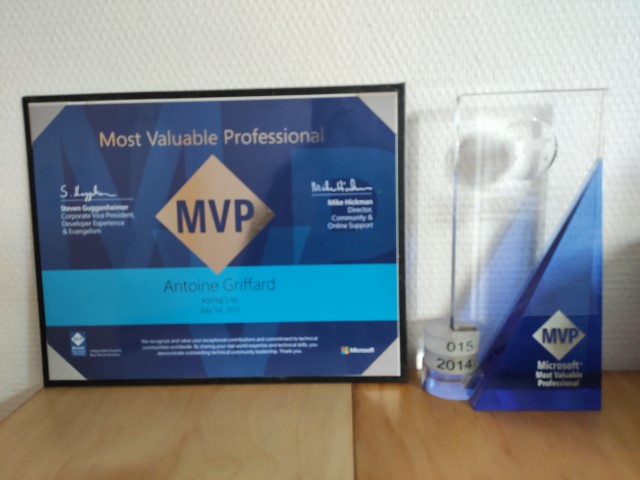 Most Valuable Professional
MVP
Steven Guggenheimer
Corporate Vice President,
Developer Experience
& Evangelism
Mike Hickman
Director,
Community &
Online Support
Antoine Griffard
ASP.NET/IIS
July 1st,
We recognize and value your exceptional contributions and commitment to technical
communities worldwide. By sharing your real-world expertise and technical skills, you
demonstrate outstanding technical community leadership. Thank you.
Microsoft
015
2014
MVP
Microsoft
Most Valuable
Professional